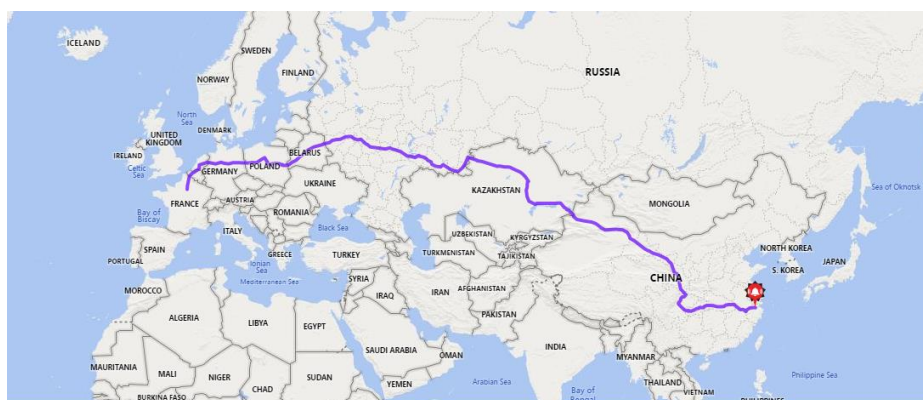 ICELAND
SWEDEN
NORWAY
FINLAND
RUSSIA
North
Sea
UNITED
KINGDOM
DENMARK
IRELAND
Celtic
Sea
BELARUS
POLAND
GERMANY
UKRAINE
KAZAKHSTAN
MONGOLIA
Sea of Okhotsk
FRANCE
AUSTRIA
ROMANIA
Bay of
Biscay
ITALY
Black Sea
UZBEKISTAN
KYRGYZSTAN
NORTH KOREA
SPAIN
PORTUGAL
Ionian
Sea
GREECE
TURKEY
TURKMENISTAN
TAJIKISTAN
CHINA
S. KOREA
JAPAN
Mediterranean Sea
SYRIA
MOROCCO
IRAQ
IRAN
AFGHANISTAN
PAKISTAN
ALGERIA
LIBYA
EGYPT
SAUDI ARABIA
OMAN
INDIA
MYANMAR
MAURITANIA
MALI
NIGER
CHAD
SUDAN
YEMEN
Arabian Sea
Bay of
Bengal
THAILAND
VIETNAM
Philippine Sea
BURKINA FASO
PHILIPPINES